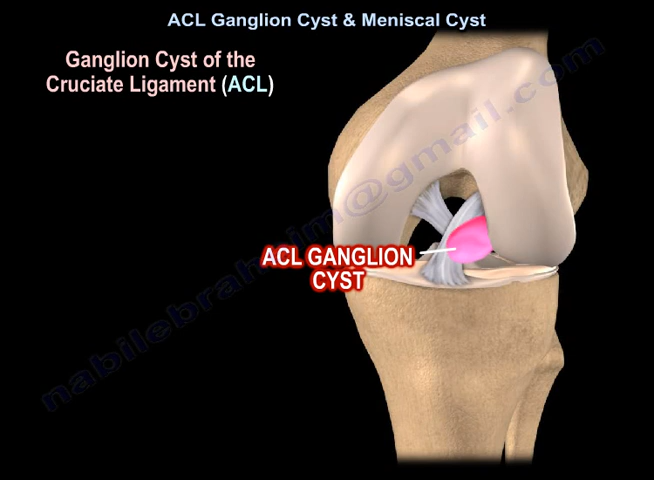 ACL Ganglion Cyst & Meniscal Cyst
Ganglion Cyst of the
Cruciate Ligament (ACL)
ACL GANGLION
CYST
nabilebraheim@gmail.com